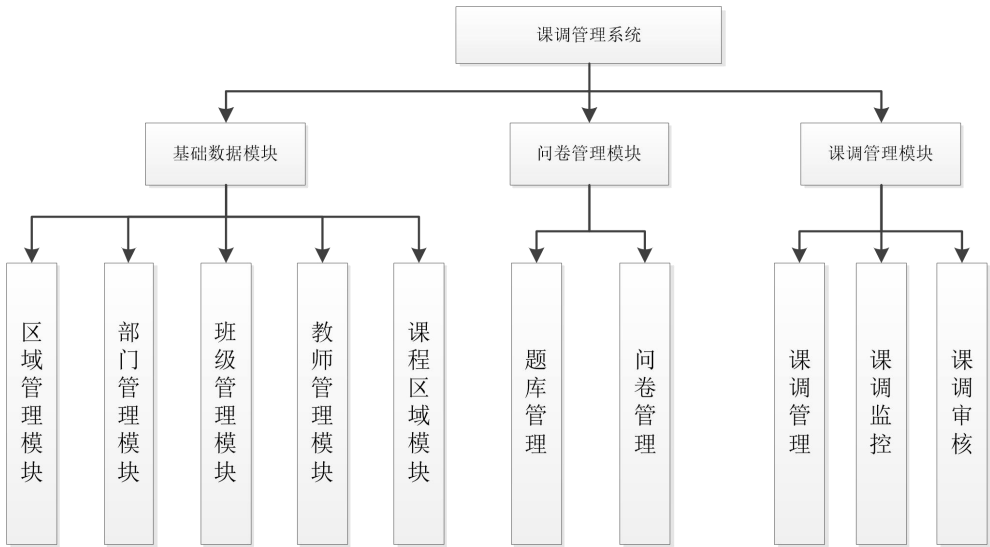 课调管理系统
基础数据模块
问卷管理模块
课调管理模块
区域管理模块
部门管理模块
班级管理模块
教师管理模块
课程区域模块
题库管理
问卷管理
课调管理
课调监控
课调审核